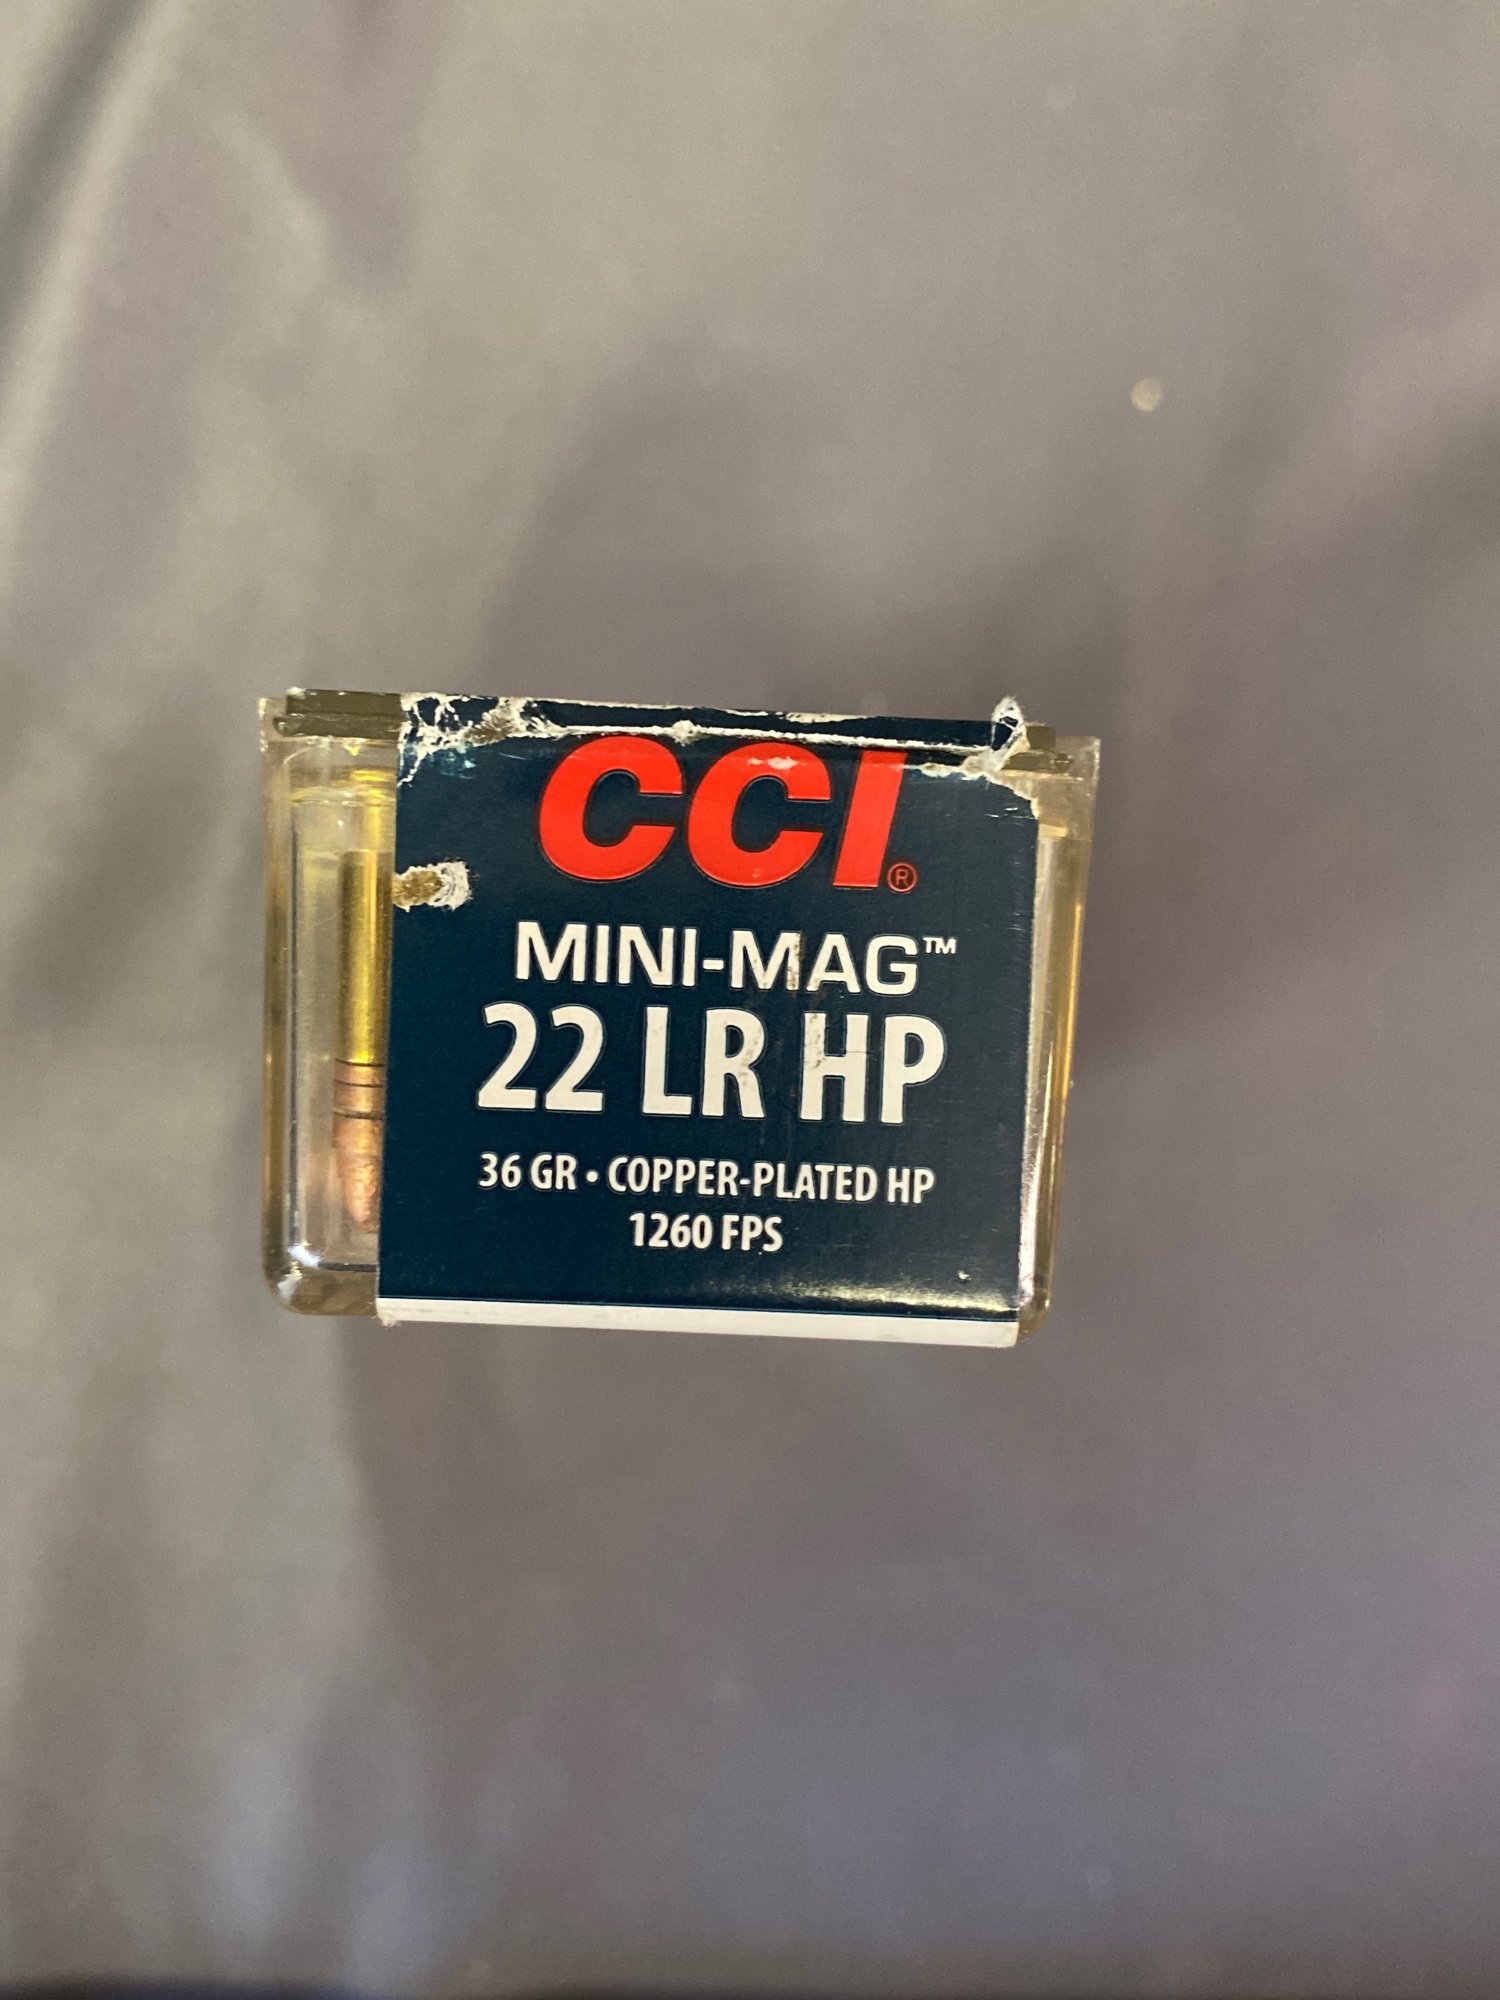 CCI®
MINI-MAG™
22 LR HP
36 GR • COPPER-PLATED HP
1260 FPS